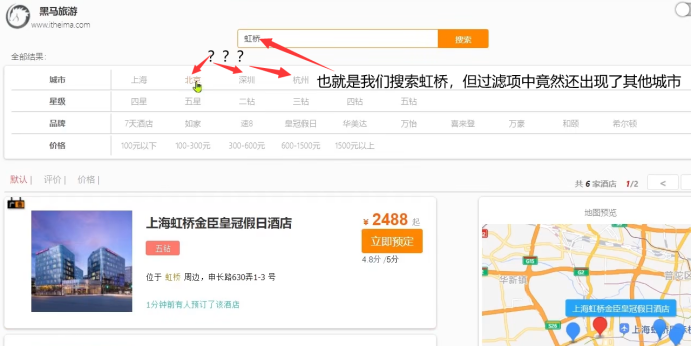 黑马旅游
www.itheima.com
虹桥
搜索
全部结果:
? ? ?
也就是我们搜索虹桥，但过滤项中竟然还出现了其他城市
城市 上海 北京 深圳 杭州
星级 四星 五星 二钻 三钻 四钻 五钻
品牌 7天酒店 如家 速8 皇冠假日 华美达 万怡 喜来登 万豪 和颐 希尔顿
价格 100元以下 100-300元 300-600元 600-1500元 1500元以上
默认 | 评价 | 价格 |
共 6 家酒店 1/2 <
上海虹桥金臣皇冠假日酒店
五钻
位于 虹桥 周边，申长路630弄1-3 号
1分钟前有人预订了该酒店
¥ 2488 起
立即预定
4.8分 /5分
地图预览
G15
G2
华新镇
普陀区
上海虹桥金臣皇冠假日酒店